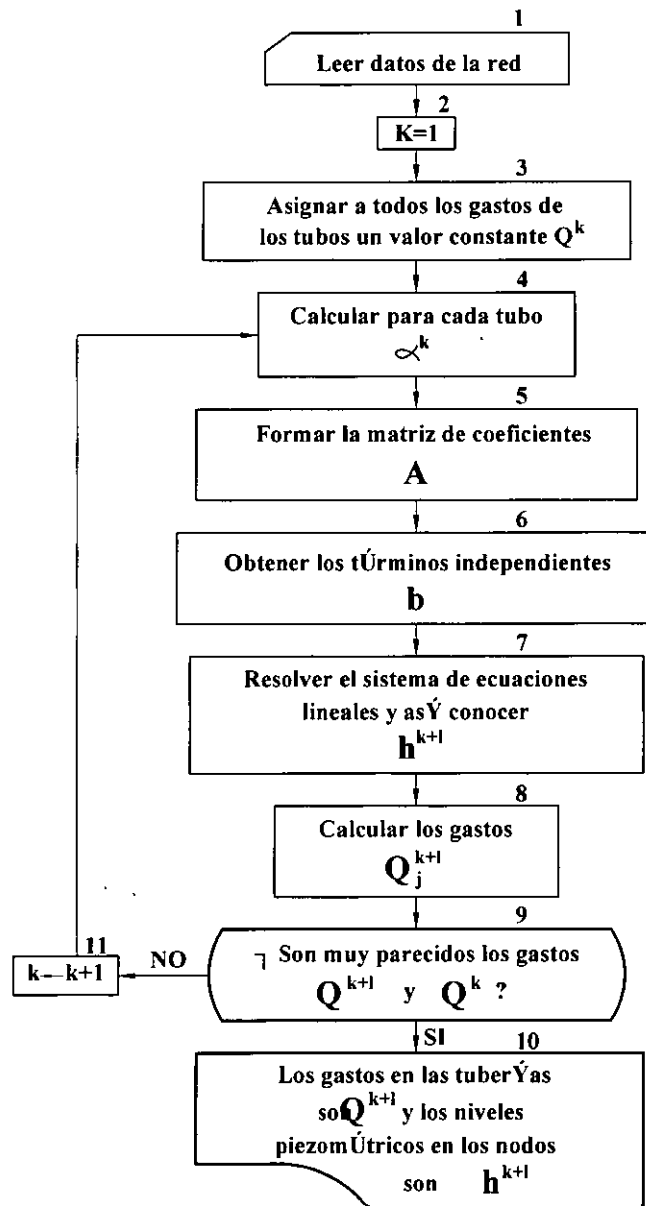 1
Leer datos de la red
2
K=1
3
Asignar a todos los gastos de
los tubos un valor constante Q^k
4
Calcular para cada tubo
∝^k
5
Formar la matriz de coeficientes
A
6
Obtener los tÚrminos independientes
b
7
Resolver el sistema de ecuaciones
lineales y asÝ conocer
h^k+l
8
Calcular los gastos
Q_j^k+l
9
┐ Son muy parecidos los gastos
Q^k+l y Q^k ?
NO
11
k—k+1
SI
10
Los gastos en las tuberÝas
son Q^k+l y los niveles
piezomÚtricos en los nodos
son h^k+l